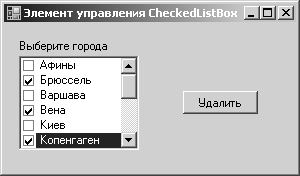 Элемент управления CheckedListBox
Выберите города
Афины
Брюссель
Варшава
Вена
Киев
Копенгаген
Удалить